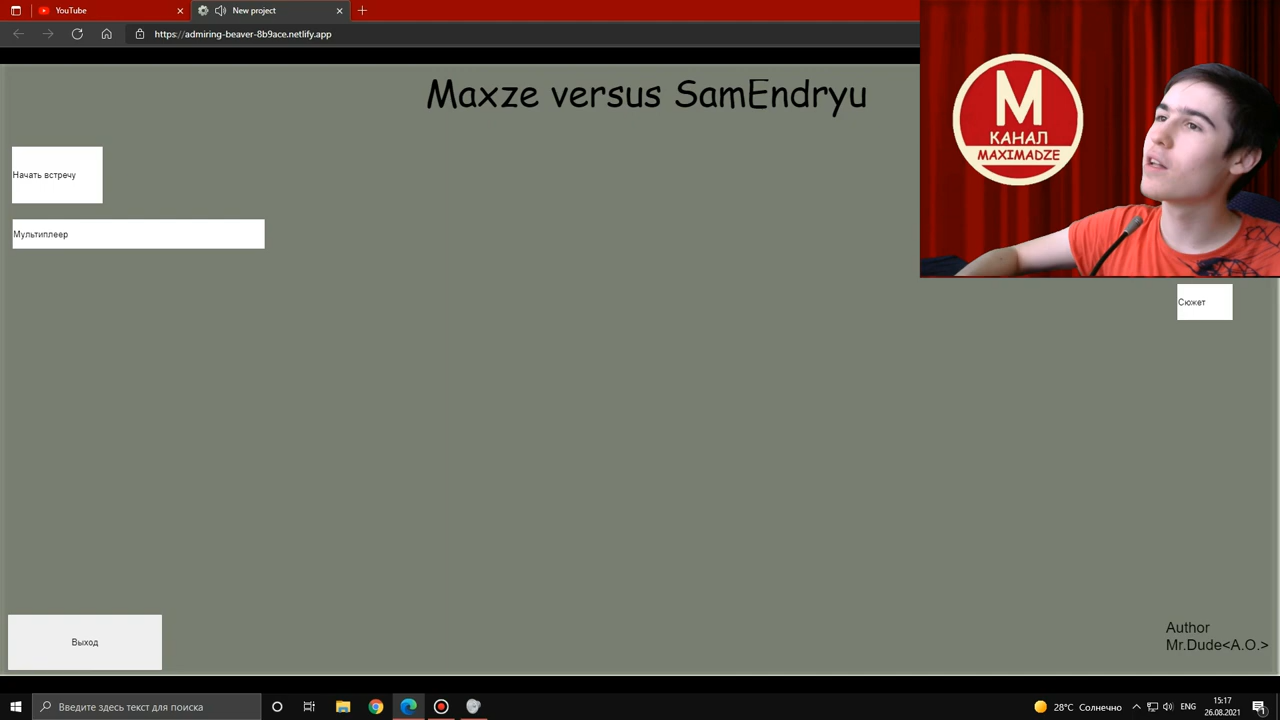 YouTube
New project
https://admiring-beaver-8b9ace.netlify.app
Maxze versus SamEndryu
М
КАНАЛ
MAXIMADZE
Начать встречу
Мультиплеер
Сюжет
Выход
Author
Mr.Dude<A.O.>
Введите здесь текст для поиска
28°C Солнечно
ENG
15:17
26.08.2021
1